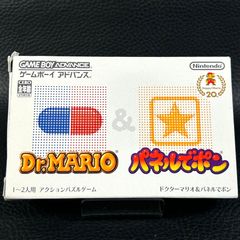 GAME BOY ADVANCE
ゲームボーイ アドバンス
Nintendo
20th
&
Dr.MARIO
パネルでポン
1〜2人用 アクションパズルゲーム
ドクターマリオ&パネルでポン